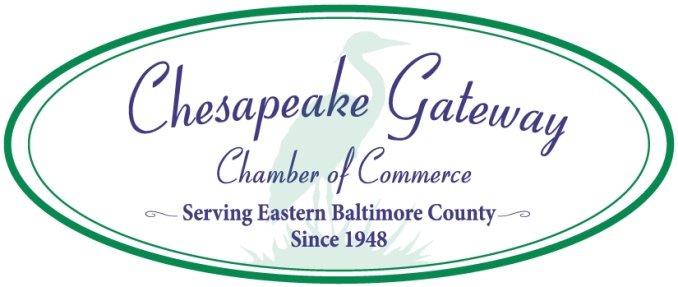 Chesapeake Gateway
Chamber of Commerce
Serving Eastern Baltimore County
Since 1948